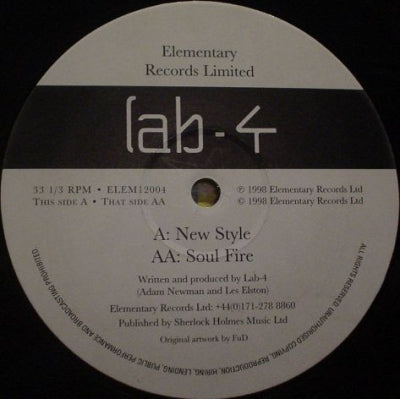 Elementary
Records Limited
lab-4
33 1/3 RPM • ELEM12004
THIS SIDE A • THAT SIDE AA
℗ 1998 Elementary Records Ltd
© 1998 Elementary Records Ltd
A: New Style
AA: Soul Fire
Written and produced by Lab-4
(Adam Newman and Les Elston)
Elementary Records Ltd: +44(0)171-278 8860
Published by Sherlock Holmes Music Ltd
Original artwork by FuD
ALL RIGHTS RESERVED. UNAUTHORISED COPYING, REPRODUCTION, HIRING, LENDING, PUBLIC PERFORMANCE AND BROADCASTING PROHIBITED.